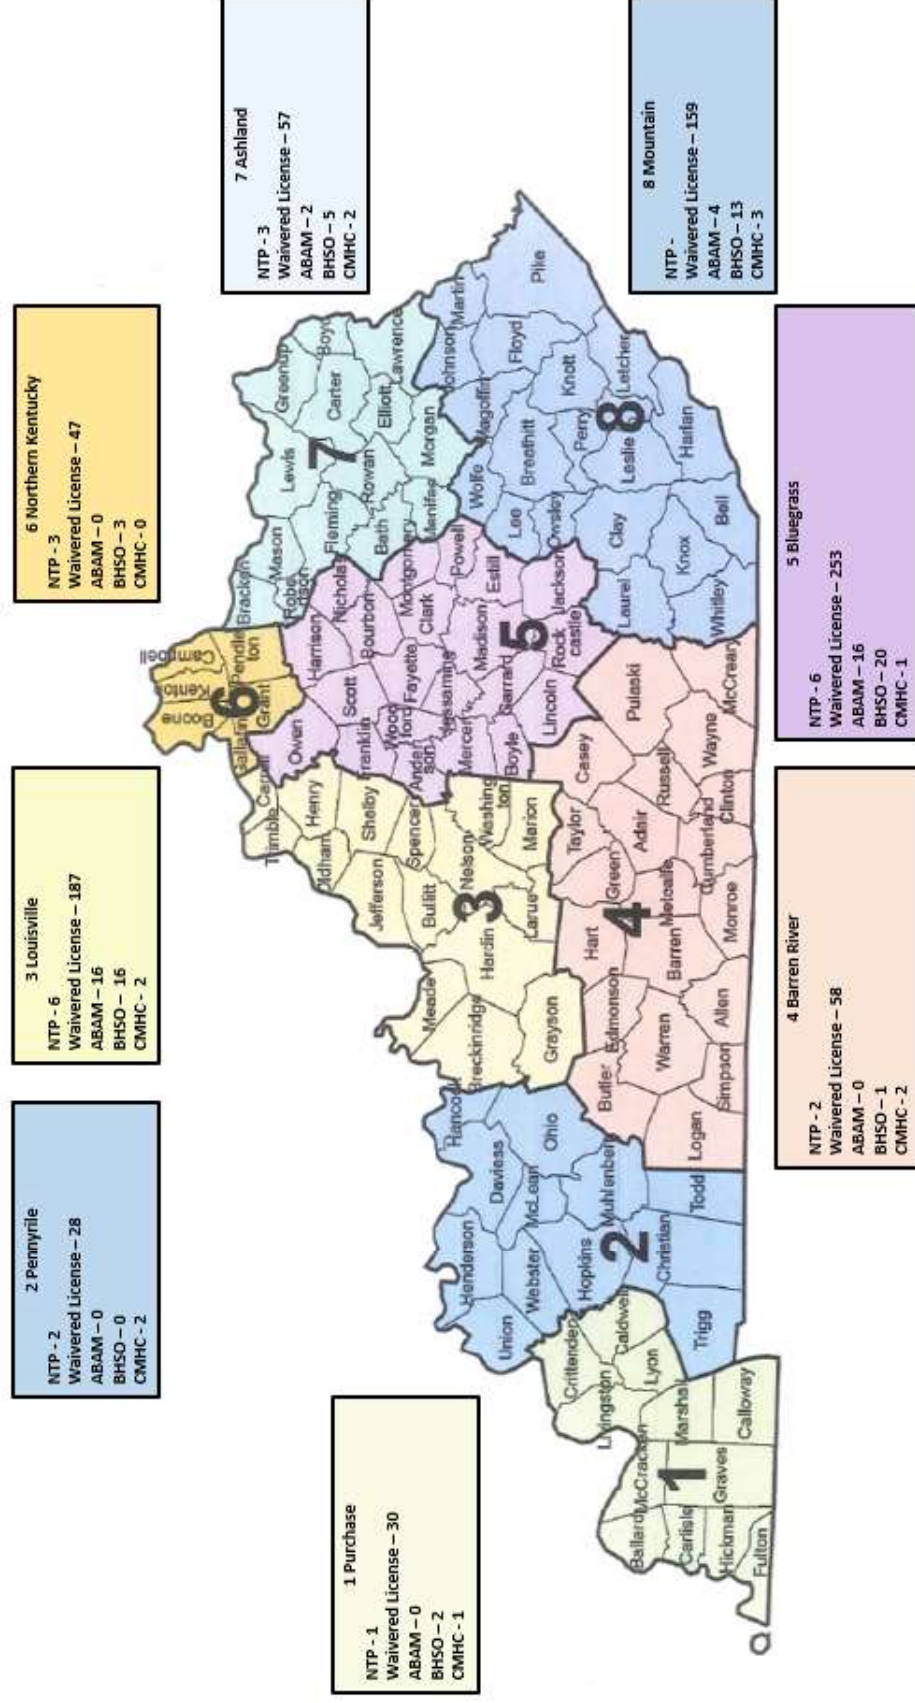 1 Purchase
NTP - 1
Waivered License – 30
ABAM – 0
BHSO – 2
CMHC - 1
2 Pennyrile
NTP - 2
Waivered License – 28
ABAM – 0
BHSO – 0
CMHC - 2
3 Louisville
NTP - 6
Waivered License – 187
ABAM – 16
BHSO – 16
CMHC - 2
6 Northern Kentucky
NTP - 3
Waivered License – 47
ABAM – 0
BHSO – 3
CMHC - 0
7 Ashland
NTP - 3
Waivered License – 57
ABAM – 2
BHSO – 5
CMHC - 2
8 Mountain
NTP -
Waivered License – 159
ABAM – 4
BHSO – 13
CMHC - 3
5 Bluegrass
NTP - 6
Waivered License – 253
ABAM – 16
BHSO – 20
CMHC - 1
4 Barren River
NTP - 2
Waivered License – 58
ABAM – 0
BHSO – 1
CMHC - 2
1
Ballard
McCracken
Carlisle
Hickman
Fulton
Graves
Marshall
Calloway
Livingston
Crittenden
Lyon
Caldwell
2
Union
Henderson
Webster
Hopkins
Daviess
McLean
Hancock
Ohio
Muhlenberg
Christian
Todd
Trigg
3
Meade
Breckinridge
Grayson
Hardin
Larue
Nelson
Bullitt
Jefferson
Oldham
Trimble
Henry
Shelby
Spencer
Washing
ton
Marion
4
Butler
Edmonson
Warren
Logan
Simpson
Allen
Barren
Hart
Green
Metcalfe
Monroe
Taylor
Adair
Cumberland
Clinton
Russell
Casey
Wayne
Pulaski
McCreary
5
Owen
Franklin
Scott
Harrison
Nicholas
Bourbon
Fayette
Wood
ford
Ander
son
Mercer
Boyle
Lincoln
Garrard
Madison
Clark
Montgomery
Powell
Estill
Jackson
Rock
castle
6
Boone
Kenton
Campbell
Grant
Pendle
ton
7
Bracken
Mason
Robe
Fleming
Lewis
Greenup
Boyd
Carter
Elliott
Lawrence
Rowan
Bath
Menifee
Morgan
8
Martin
Johnson
Magoffin
Floyd
Pike
Wolfe
Breathitt
Knott
Lee
Owsley
Perry
Letcher
Leslie
Clay
Harlan
Laurel
Knox
Bell
Whitley